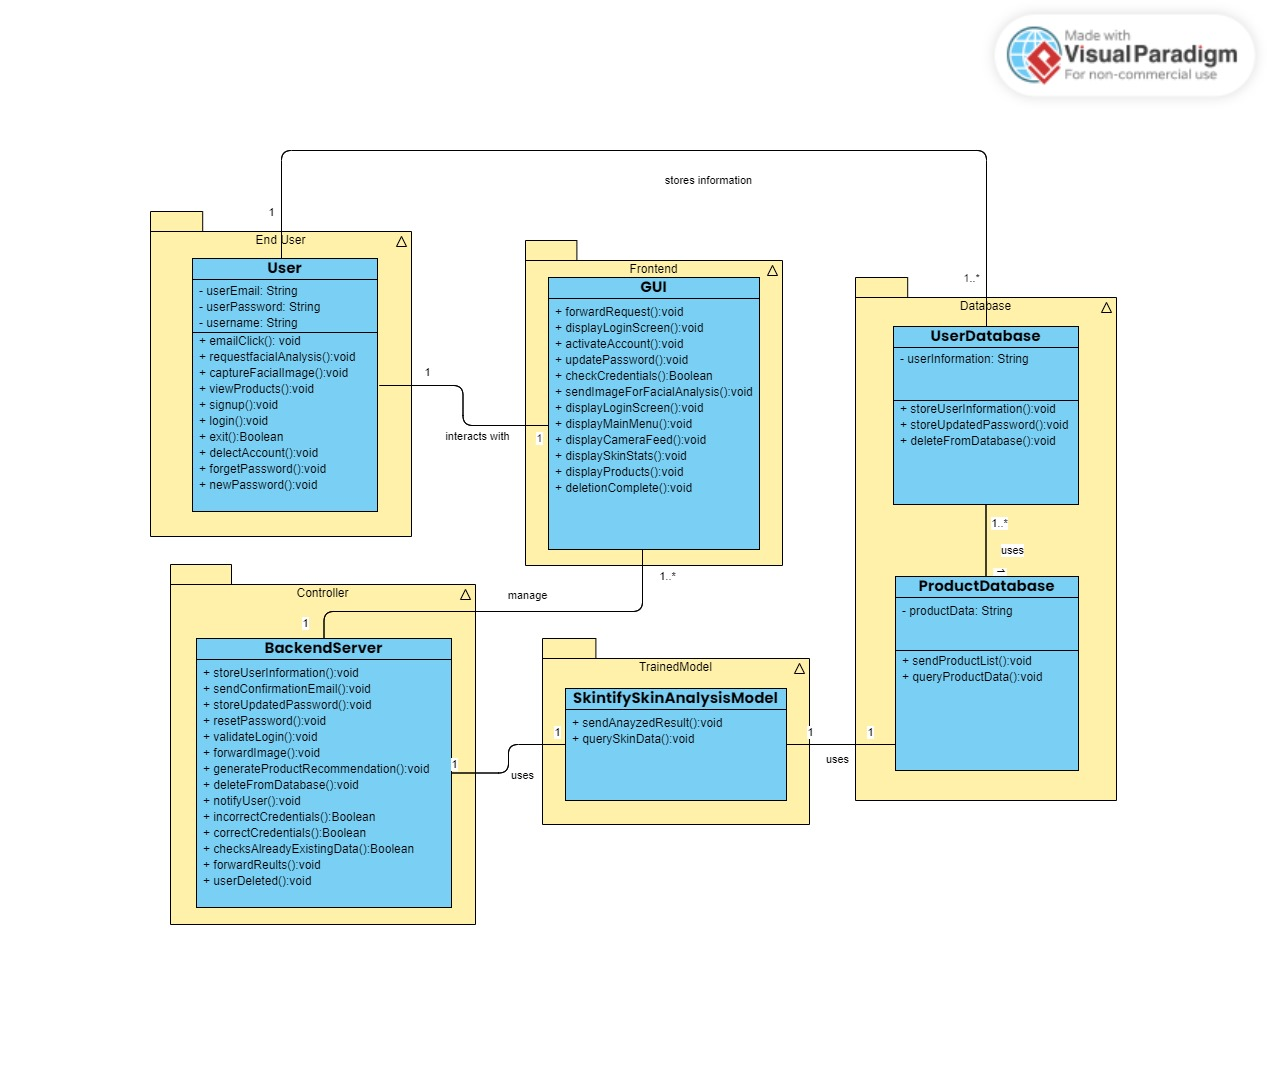 Made with
Visual Paradigm
For non-commercial use
stores information
1
1..*
End User
User
- userEmail: String
- userPassword: String
- username: String
+ emailClick(): void
+ requestfacialAnalysis():void
+ captureFacialImage():void
+ viewProducts():void
+ signup():void
+ login():void
+ exit():Boolean
+ delectAccount():void
+ forgetPassword():void
+ newPassword():void
1
interacts with
1
Frontend
GUI
+ forwardRequest():void
+ displayLoginScreen():void
+ activateAccount():void
+ updatePassword():void
+ checkCredentials():Boolean
+ sendImageForFacialAnalysis():void
+ displayLoginScreen():void
+ displayMainMenu():void
+ displayCameraFeed():void
+ displaySkinStats():void
+ displayProducts():void
+ deletionComplete():void
1..*
manage
1
Database
UserDatabase
- userInformation: String
+ storeUserInformation():void
+ storeUpdatedPassword():void
+ deleteFromDatabase():void
1..*
uses
1
ProductDatabase
- productData: String
+ sendProductList():void
+ queryProductData():void
Controller
BackendServer
+ storeUserInformation():void
+ sendConfirmationEmail():void
+ storeUpdatedPassword():void
+ resetPassword():void
+ validateLogin():void
+ forwardImage():void
+ generateProductRecommendation():void
+ deleteFromDatabase():void
+ notifyUser():void
+ incorrectCredentials():Boolean
+ correctCredentials():Boolean
+ checksAlreadyExistingData():Boolean
+ forwardReults():void
+ userDeleted():void
1
uses
1
TrainedModel
SkintifySkinAnalysisModel
+ sendAnayzedResult():void
+ querySkinData():void
1
uses
1